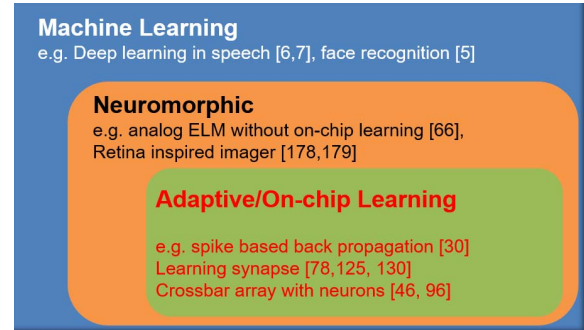 Machine Learning
e.g. Deep learning in speech [6,7], face recognition [5]
Neuromorphic
e.g. analog ELM without on-chip learning [66],
Retina inspired imager [178,179]
Adaptive/On-chip Learning
e.g. spike based back propagation [30]
Learning synapse [78,125, 130]
Crossbar array with neurons [46, 96]